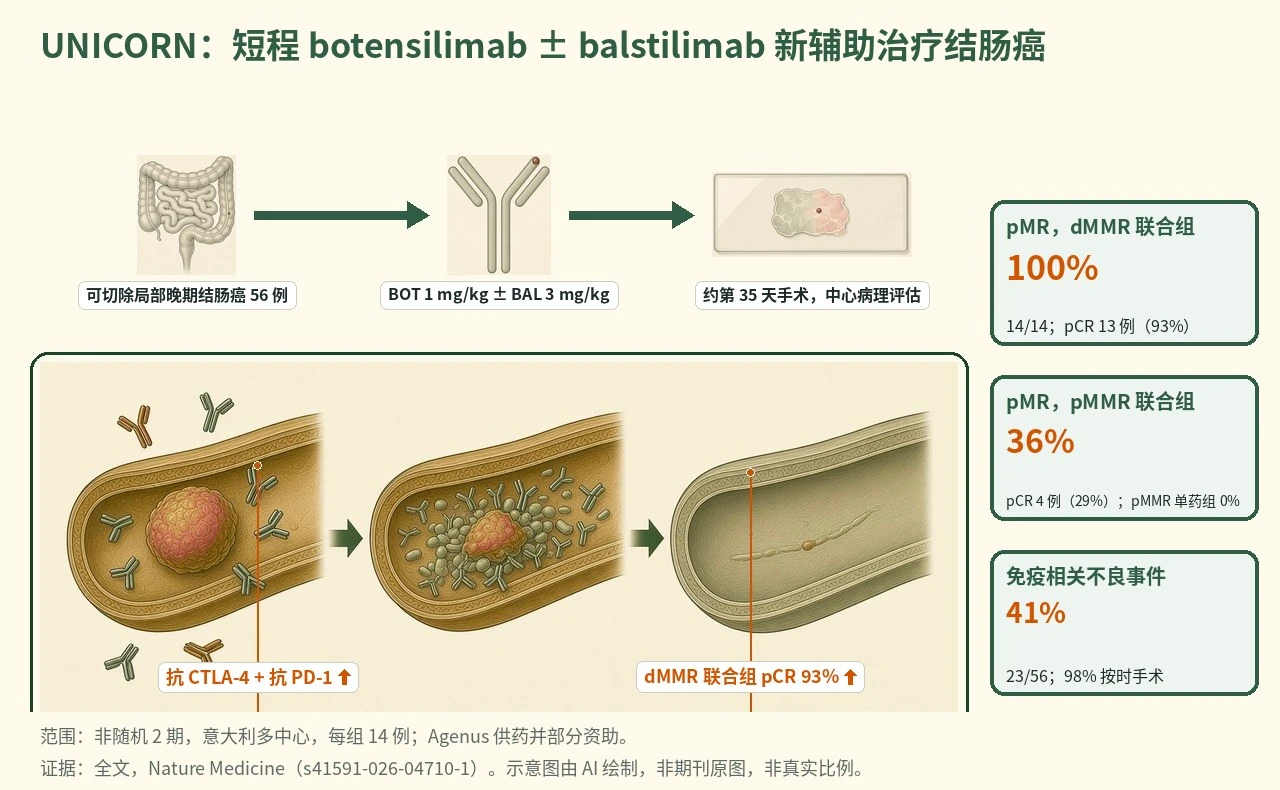 UNICORN：短程 botensilimab ± balstilimab 新辅助治疗结肠癌
可切除局部晚期结肠癌 56 例
BOT 1 mg/kg ± BAL 3 mg/kg
约第 35 天手术，中心病理评估
pMR，dMMR 联合组
100%
14/14；pCR 13 例（93%）
pMR，pMMR 联合组
36%
pCR 4 例（29%）；pMMR 单药组 0%
免疫相关不良事件
41%
23/56；98% 按时手术
抗 CTLA-4 + 抗 PD-1 ⬆
dMMR 联合组 pCR 93% ⬆
范围：非随机 2 期，意大利多中心，每组 14 例；Agenus 供药并部分资助。
证据：全文，Nature Medicine（s41591-026-04710-1）。示意图由 AI 绘制，非期刊原图，非真实比例。